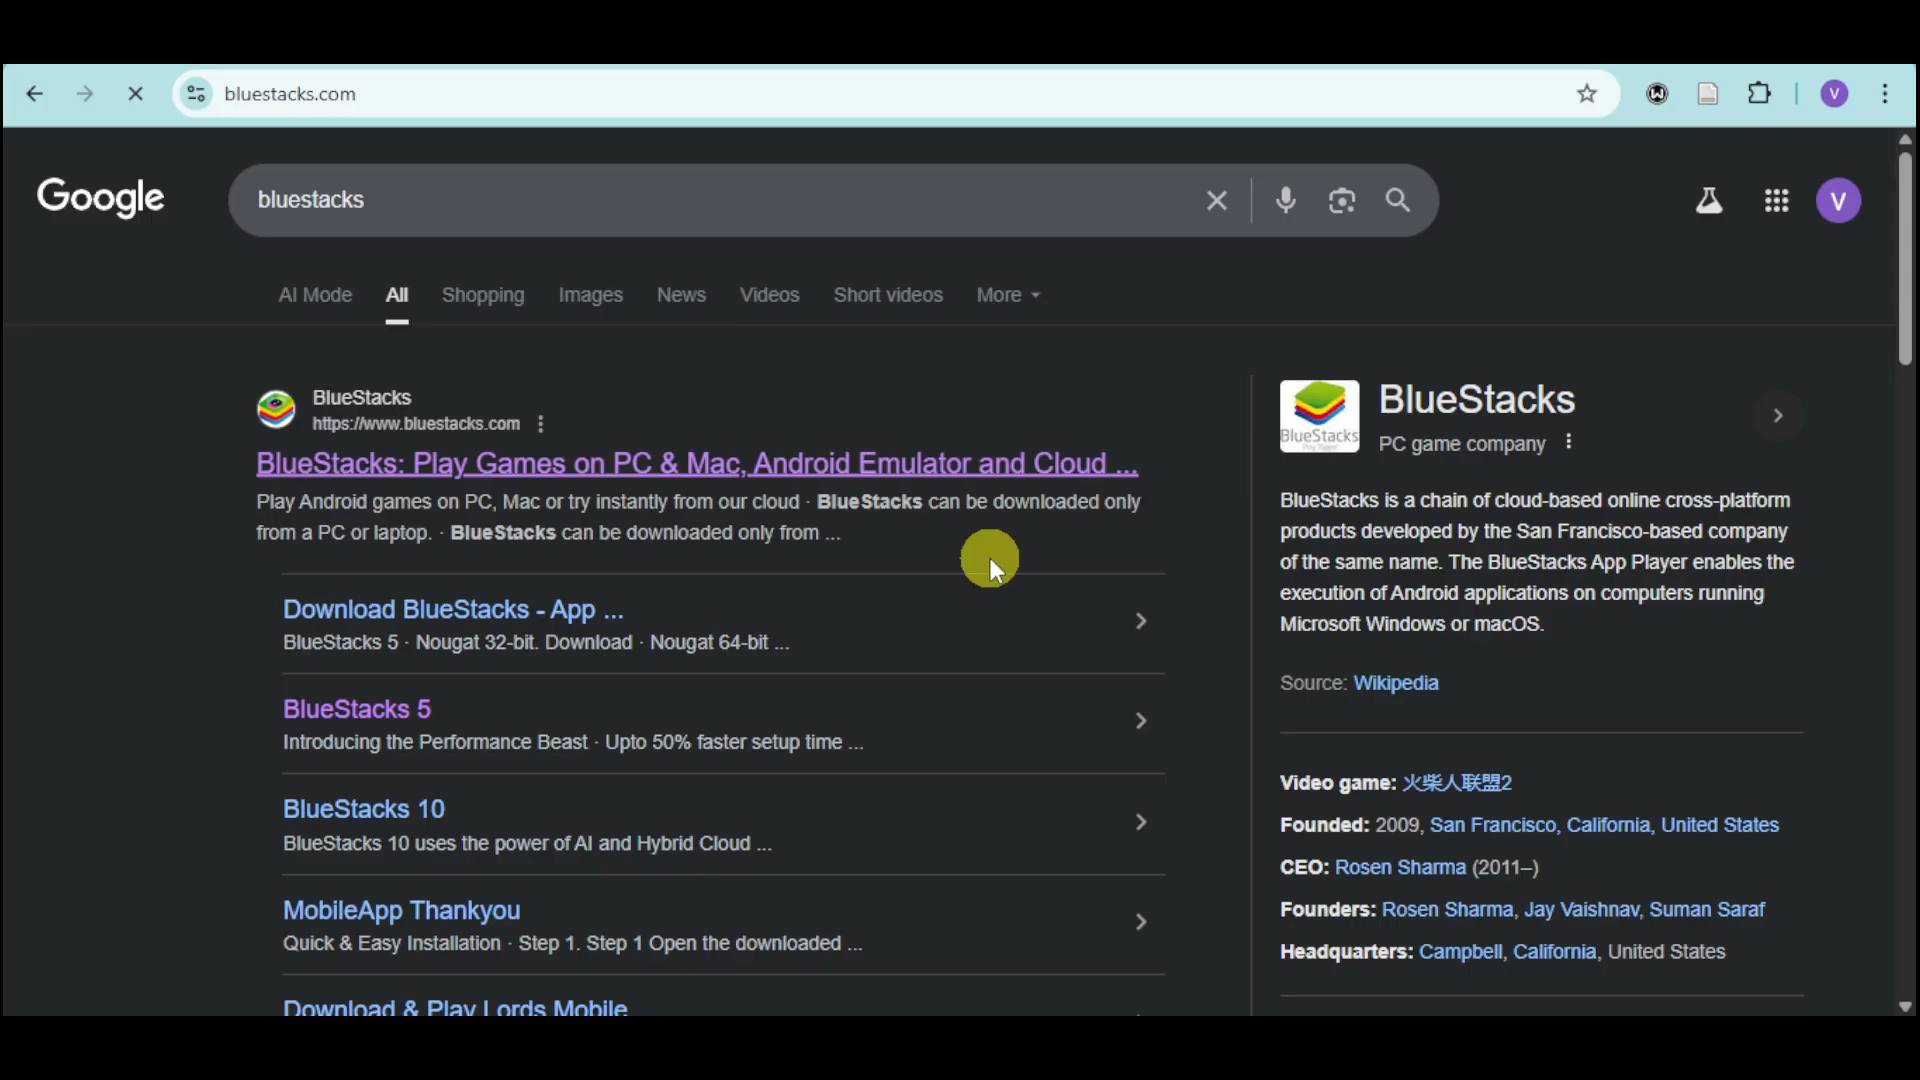 bluestacks.com
V
Google
bluestacks
V
AI Mode
All
Shopping
Images
News
Videos
Short videos
More
BlueStacks
https://www.bluestacks.com
BlueStacks: Play Games on PC & Mac, Android Emulator and Cloud ...
Play Android games on PC, Mac or try instantly from our cloud · BlueStacks can be downloaded only
from a PC or laptop. · BlueStacks can be downloaded only from ...
Download BlueStacks - App ...
BlueStacks 5 · Nougat 32-bit. Download · Nougat 64-bit ...
BlueStacks 5
Introducing the Performance Beast · Upto 50% faster setup time ...
BlueStacks 10
BlueStacks 10 uses the power of AI and Hybrid Cloud ...
MobileApp Thankyou
Quick & Easy Installation · Step 1. Step 1 Open the downloaded ...
Download & Play Lords Mobile
BlueStacks
BlueStacks
PC game company
BlueStacks is a chain of cloud-based online cross-platform
products developed by the San Francisco-based company
of the same name. The BlueStacks App Player enables the
execution of Android applications on computers running
Microsoft Windows or macOS.
Source: Wikipedia
Video game: 火柴人联盟2
Founded: 2009, San Francisco, California, United States
CEO: Rosen Sharma (2011–)
Founders: Rosen Sharma, Jay Vaishnav, Suman Saraf
Headquarters: Campbell, California, United States